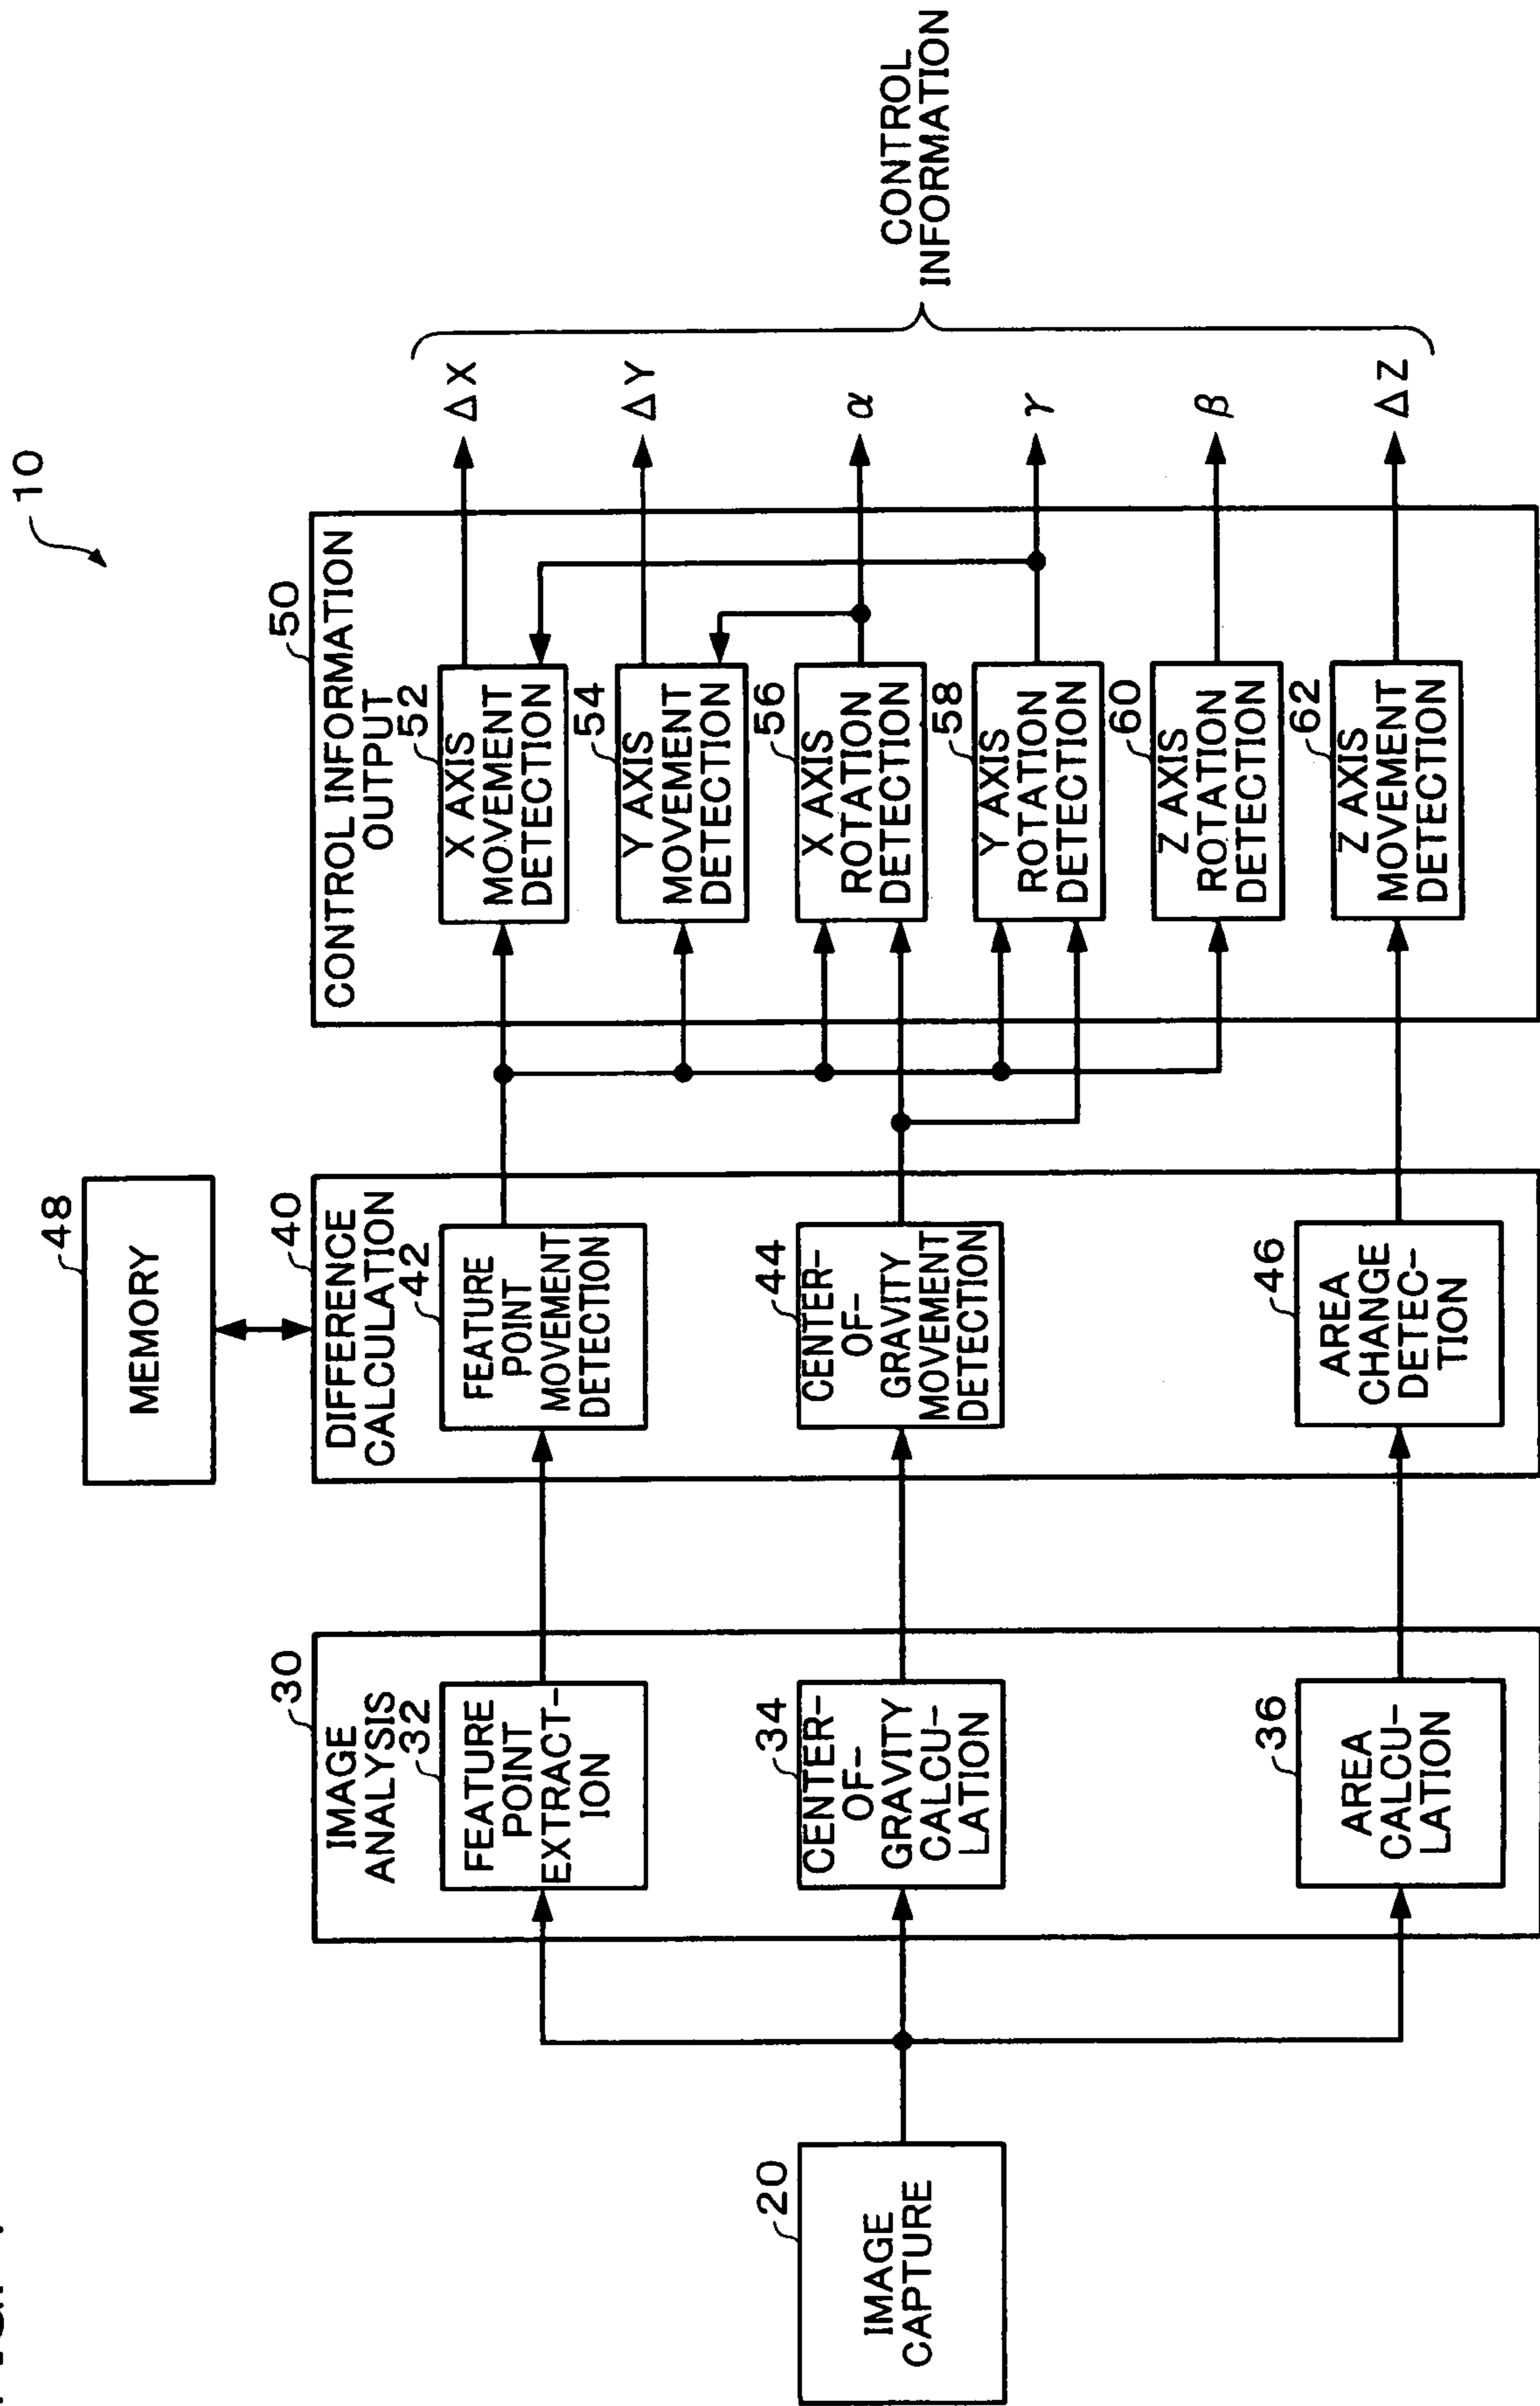 10
48
MEMORY
20
IMAGE
CAPTURE
30
IMAGE
ANALYSIS
32
FEATURE
POINT
EXTRACT-
ION
34
CENTER-
OF-
GRAVITY
CALCU-
LATION
36
AREA
CALCU-
LATION
40
DIFFERENCE
CALCULATION
42
FEATURE
POINT
MOVEMENT
DETECTION
44
CENTER-
OF-
GRAVITY
MOVEMENT
DETECTION
46
AREA
CHANGE
DETEC-
TION
50
CONTROL INFORMATION
OUTPUT
52
X AXIS
MOVEMENT
DETECTION
54
Y AXIS
MOVEMENT
DETECTION
56
X AXIS
ROTATION
DETECTION
58
Y AXIS
ROTATION
DETECTION
60
Z AXIS
ROTATION
DETECTION
62
Z AXIS
MOVEMENT
DETECTION
ΔX
ΔY
α
γ
β
ΔZ
CONTROL
INFORMATION